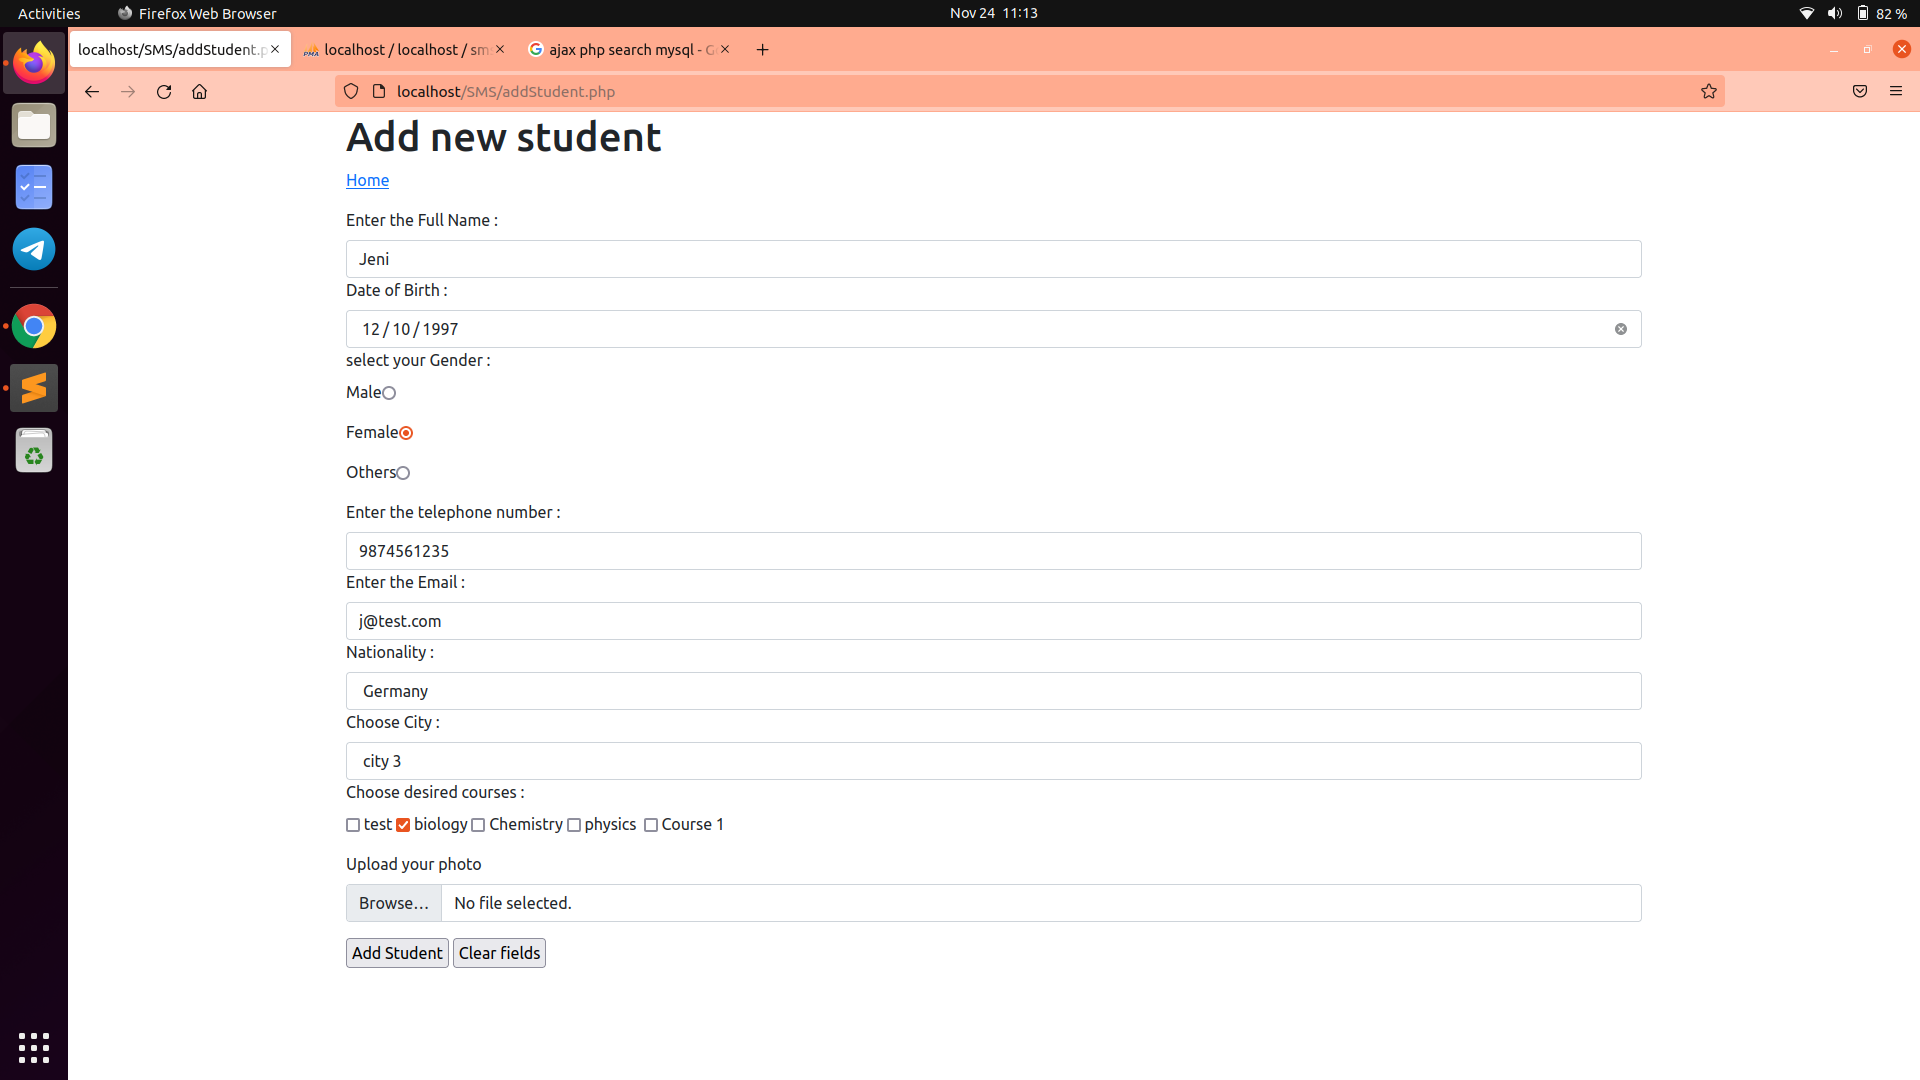 Activities Firefox Web Browser Nov 24 11:13 82 %
localhost/SMS/addStudent.p localhost / localhost / sm ajax php search mysql - G
localhost/SMS/addStudent.php
Add new student
Home
Enter the Full Name :
Jeni
Date of Birth :
12 / 10 / 1997
select your Gender :
Male
Female
Others
Enter the telephone number :
9874561235
Enter the Email :
j@test.com
Nationality :
Germany
Choose City :
city 3
Choose desired courses :
test biology Chemistry physics Course 1
Upload your photo
Browse... No file selected.
Add Student Clear fields